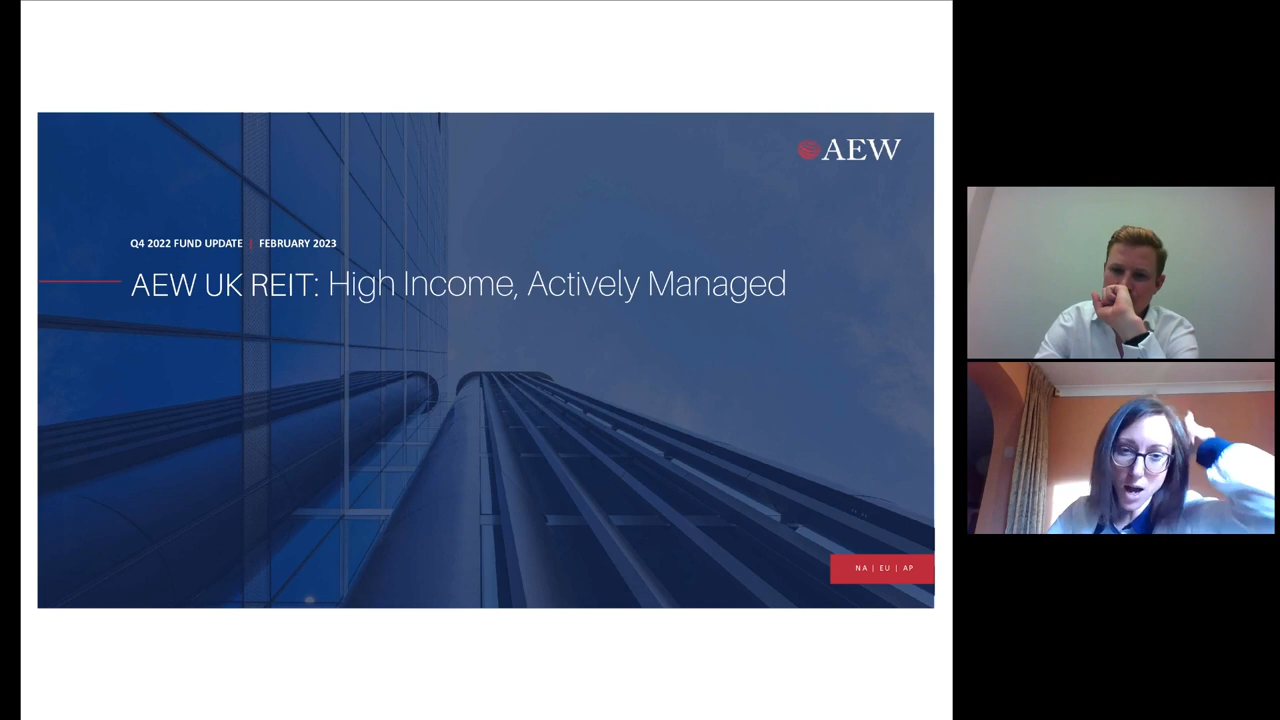 AEW
Q4 2022 FUND UPDATE | FEBRUARY 2023
AEW UK REIT: High Income, Actively Managed
NA | EU | AP